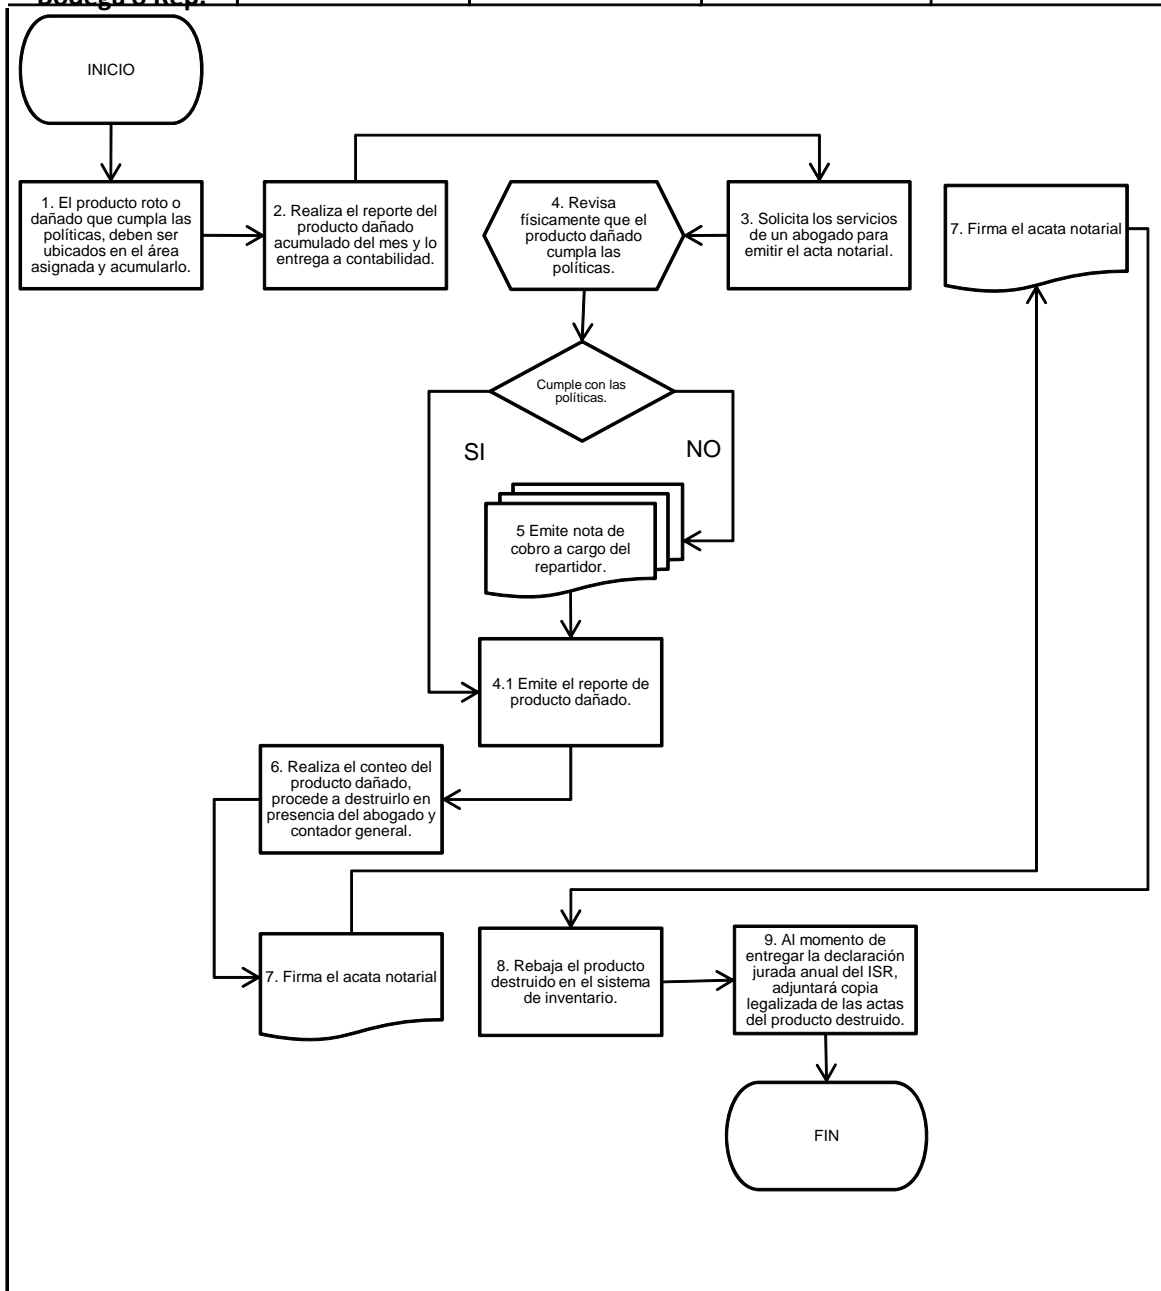 Bodega o Rep.
INICIO
1. El producto roto o
dañado que cumpla las
políticas, deben ser
ubicados en el área
asignada y acumularlo.
2. Realiza el reporte del
producto dañado
acumulado del mes y lo
entrega a contabilidad.
4. Revisa
físicamente que el
producto dañado
cumpla las
políticas.
3. Solicita los servicios
de un abogado para
emitir el acta notarial.
7. Firma el acata notarial
Cumple con las
políticas.
SI
NO
5 Emite nota de
cobro a cargo del
repartidor.
4.1 Emite el reporte de
producto dañado.
6. Realiza el conteo del
producto dañado,
procede a destruirlo en
presencia del abogado y
contador general.
7. Firma el acata notarial
8. Rebaja el producto
destruido en el sistema
de inventario.
9. Al momento de
entregar la declaración
jurada anual del ISR,
adjuntará copia
legalizada de las actas
del producto destruido.
FIN